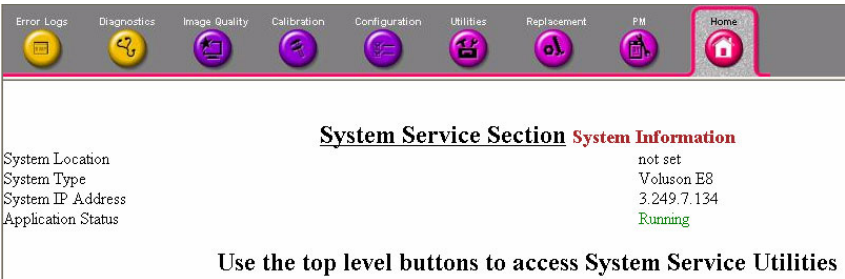 Error Logs Diagnostics Image Quality Calibration Configuration Utilities Replacement PM Home
System Service Section System Information
System Location not set
System Type Voluson E8
System IP Address 3.249.7.134
Application Status Running
Use the top level buttons to access System Service Utilities